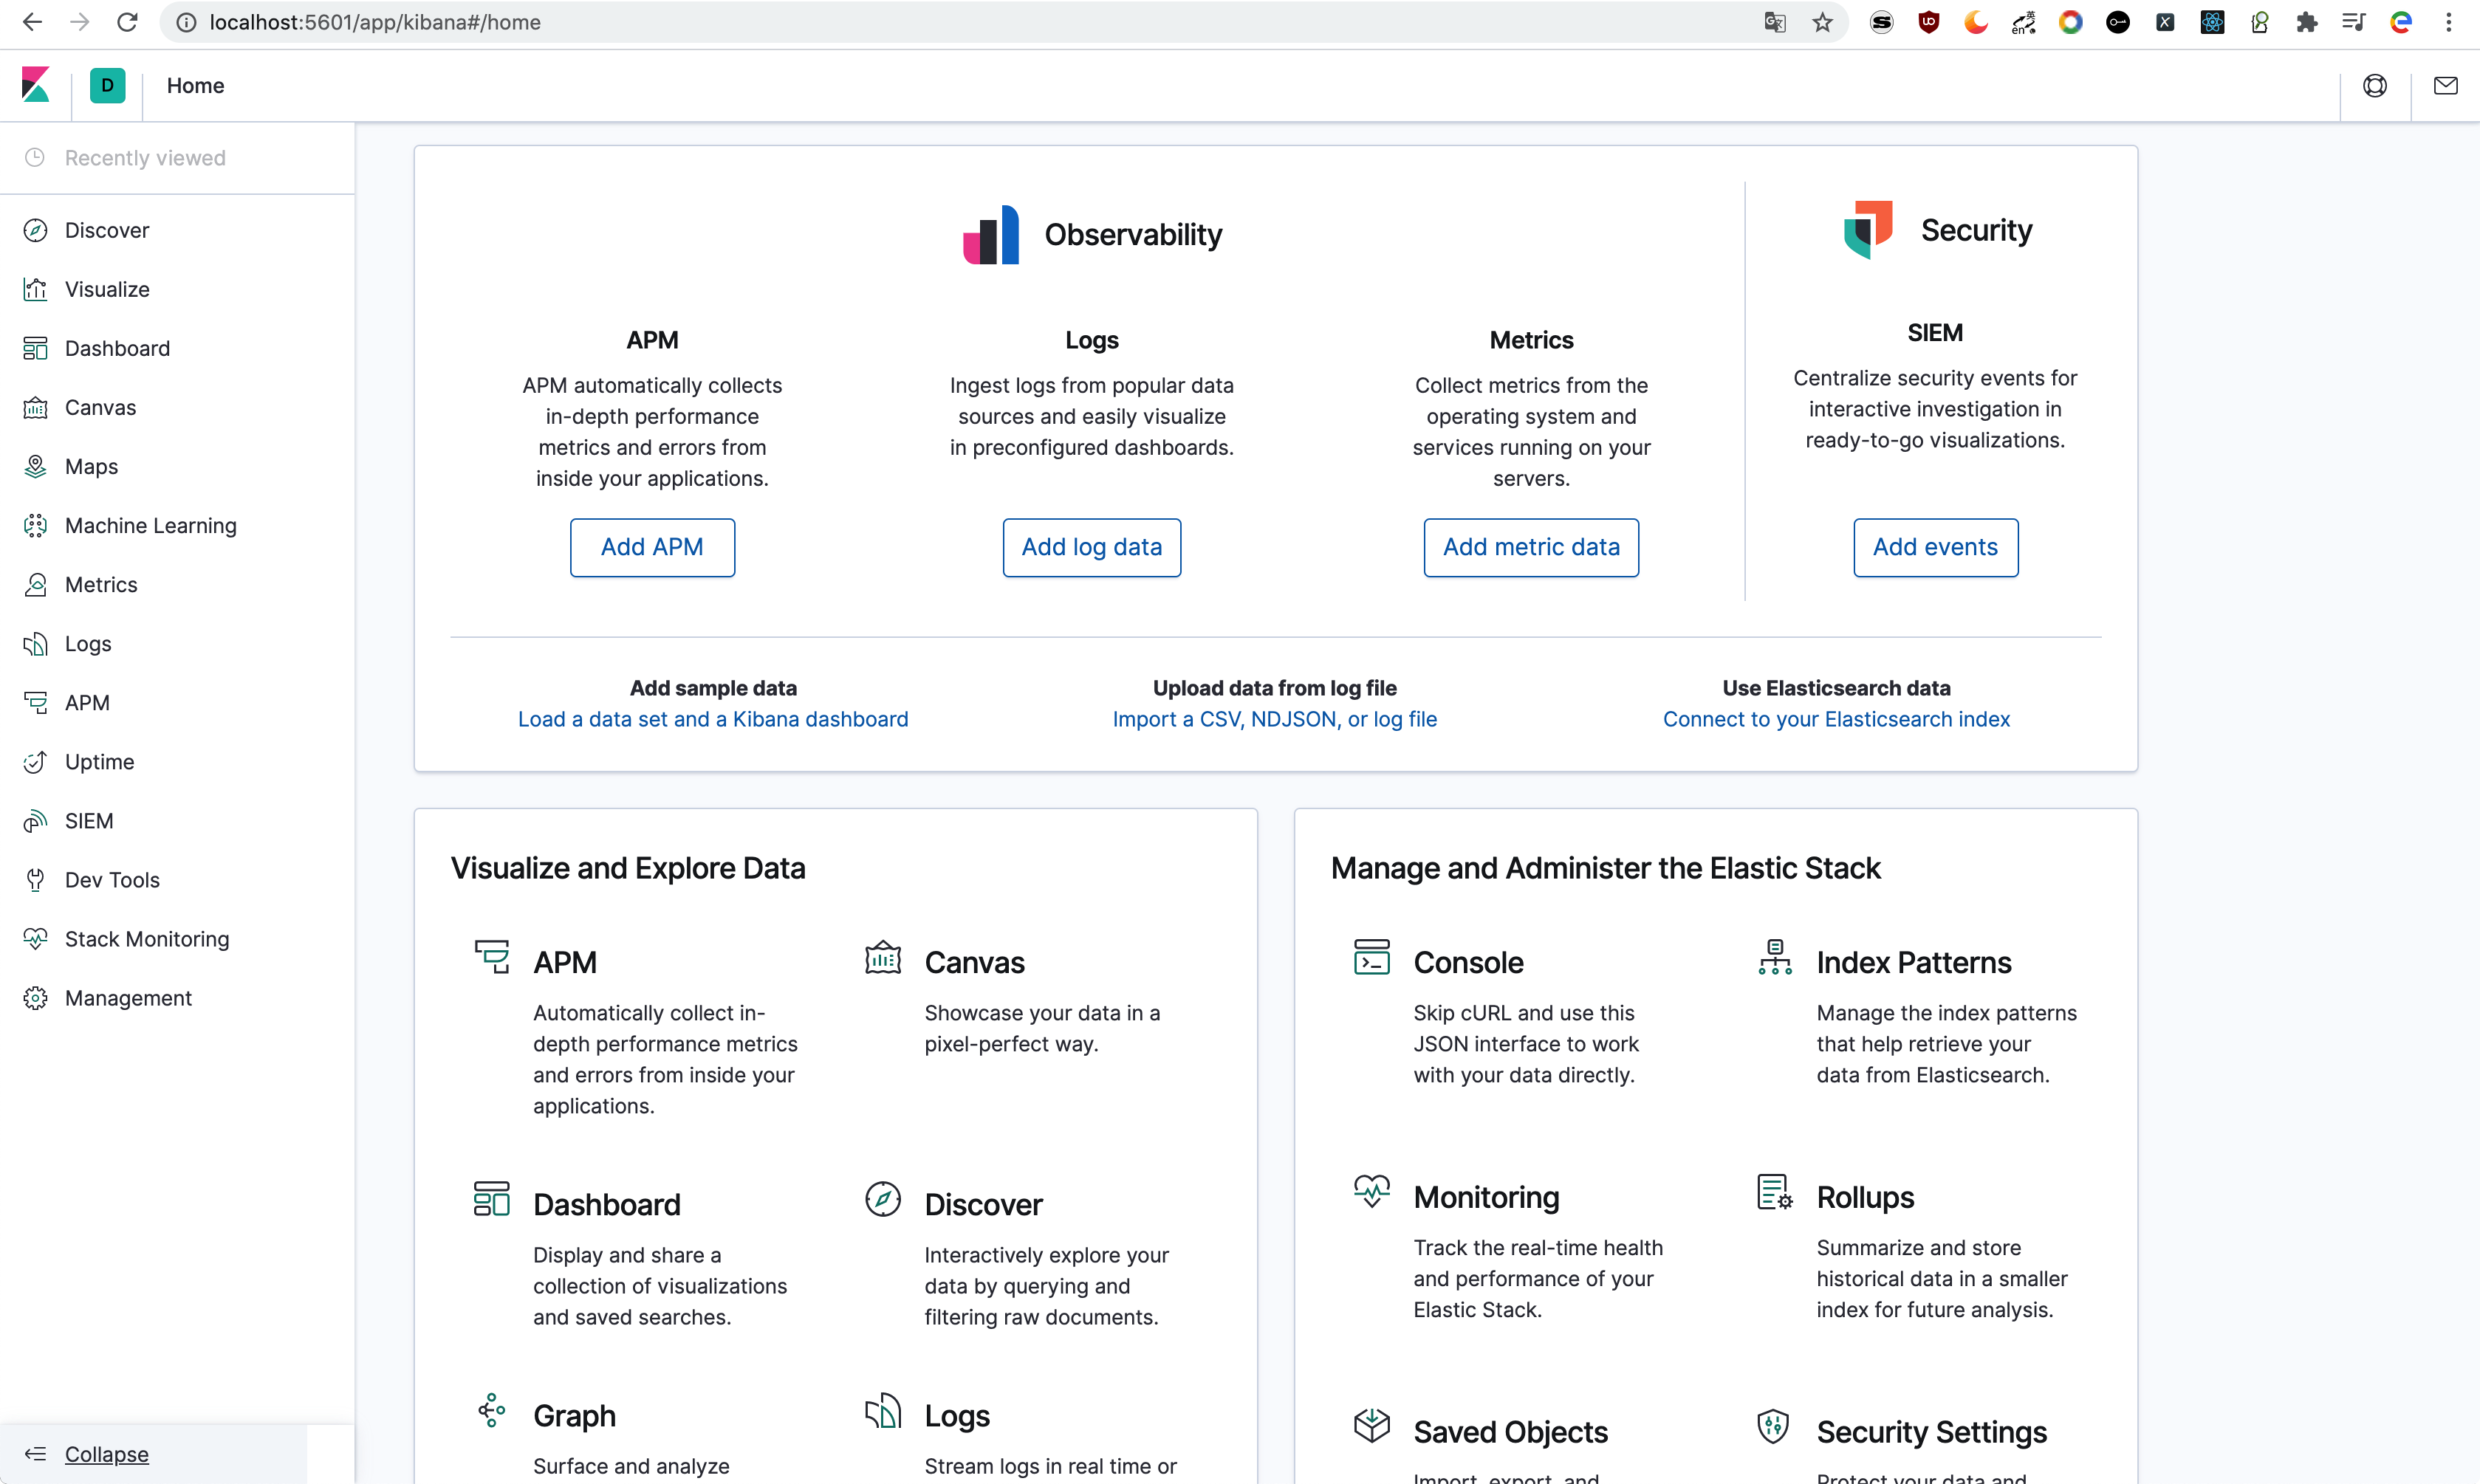 localhost:5601/app/kibana#/home
D
Home
Recently viewed
Discover
Visualize
Dashboard
Canvas
Maps
Machine Learning
Metrics
Logs
APM
Uptime
SIEM
Dev Tools
Stack Monitoring
Management
Collapse
Observability
APM
APM automatically collects
in-depth performance
metrics and errors from
inside your applications.
Add APM
Logs
Ingest logs from popular data
sources and easily visualize
in preconfigured dashboards.
Add log data
Metrics
Collect metrics from the
operating system and
services running on your
servers.
Add metric data
Security
SIEM
Centralize security events for
interactive investigation in
ready-to-go visualizations.
Add events
Add sample data
Load a data set and a Kibana dashboard
Upload data from log file
Import a CSV, NDJSON, or log file
Use Elasticsearch data
Connect to your Elasticsearch index
Visualize and Explore Data
APM
Automatically collect in-
depth performance metrics
and errors from inside your
applications.
Canvas
Showcase your data in a
pixel-perfect way.
Dashboard
Display and share a
collection of visualizations
and saved searches.
Discover
Interactively explore your
data by querying and
filtering raw documents.
Graph
Surface and analyze
Logs
Stream logs in real time or
Manage and Administer the Elastic Stack
Console
Skip cURL and use this
JSON interface to work
with your data directly.
Index Patterns
Manage the index patterns
that help retrieve your
data from Elasticsearch.
Monitoring
Track the real-time health
and performance of your
Elastic Stack.
Rollups
Summarize and store
historical data in a smaller
index for future analysis.
Saved Objects
Import, export, and
Security Settings
Protect your data and